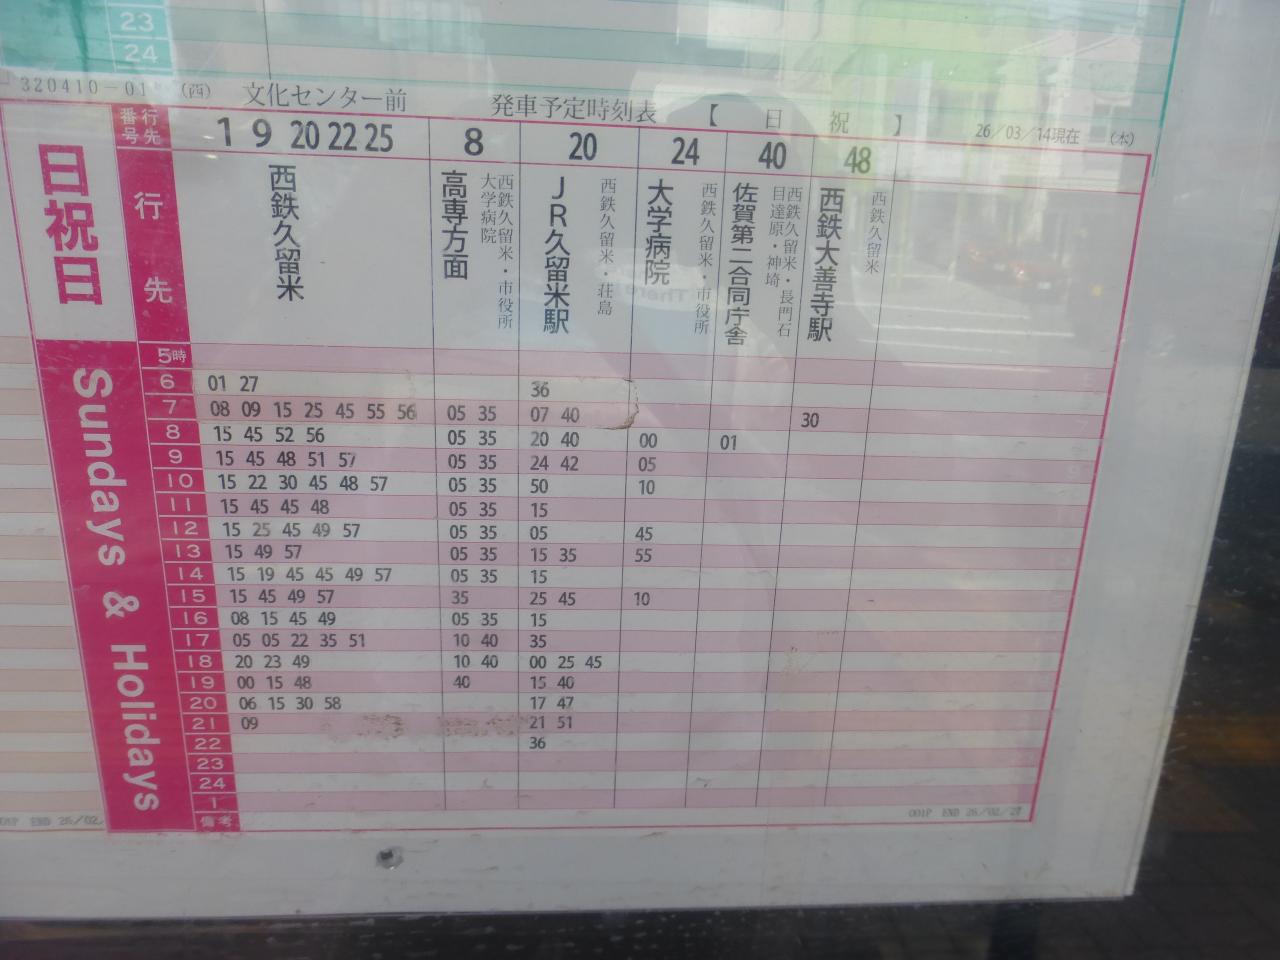 23
24
320410-01 (西) 文化センター前 発車予定時刻表 【 日 祝 】 26/03/14現在 (本)
行先番号 1 9 20 22 25 8 20 24 40 48
日祝日
Sundays & Holidays
行先
西鉄久留米
高専方面 西鉄久留米・市役所 大学病院
JR久留米駅 西鉄久留米・荘島
大学病院 西鉄久留米・市役所
佐賀第二合同庁舎 西鉄久留米・長門石 目達原・神埼
西鉄大善寺駅 西鉄久留米
5時
6 01 27 36
7 08 09 15 25 45 55 56 05 35 07 40 30
8 15 45 52 56 05 35 20 40 00 01
9 15 45 48 51 57 05 35 24 42 05
10 15 22 30 45 48 57 05 35 50 10
11 15 45 45 48 05 35 15
12 15 25 45 49 57 05 35 05 45
13 15 49 57 05 35 15 35 55
14 15 19 45 45 49 57 05 35 15
15 15 45 49 57 35 25 45 10
16 08 15 45 49 05 35 15
17 05 05 22 35 51 10 40 35
18 20 23 49 10 40 00 25 45
19 00 15 48 40 15 40
20 06 15 30 58 17 47
21 09 21 51
22 36
23
24
1
備考
001P END 26/02/27
END 26/02/